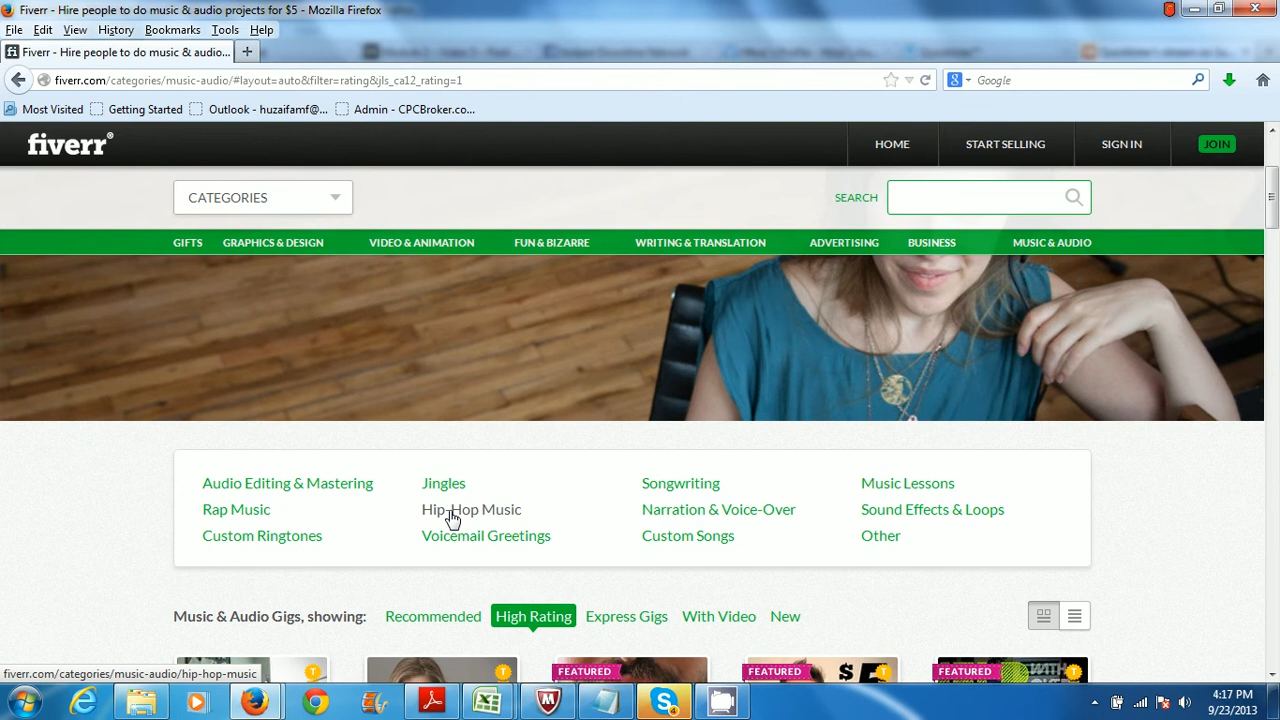 Fiverr - Hire people to do music & audio projects for $5 - Mozilla Firefox
File Edit View History Bookmarks Tools Help
Fiverr - Hire people to do music & audio...
fiverr.com/categories/music-audio/#layout=auto&filter=rating&jls_ca12_rating=1
Google
Most Visited Getting Started Outlook - huzaifamf@... Admin - CPCBroker.co...
fiverr® HOME START SELLING SIGN IN JOIN
CATEGORIES SEARCH
GIFTS GRAPHICS & DESIGN VIDEO & ANIMATION FUN & BIZARRE WRITING & TRANSLATION ADVERTISING BUSINESS MUSIC & AUDIO
Audio Editing & Mastering Jingles Songwriting Music Lessons
Rap Music Hip-Hop Music Narration & Voice-Over Sound Effects & Loops
Custom Ringtones Voicemail Greetings Custom Songs Other
Music & Audio Gigs, showing: Recommended High Rating Express Gigs With Video New
FEATURED FEATURED FEATURED
fiverr.com/categories/music-audio/hip-hop-music
4:17 PM
9/23/2013